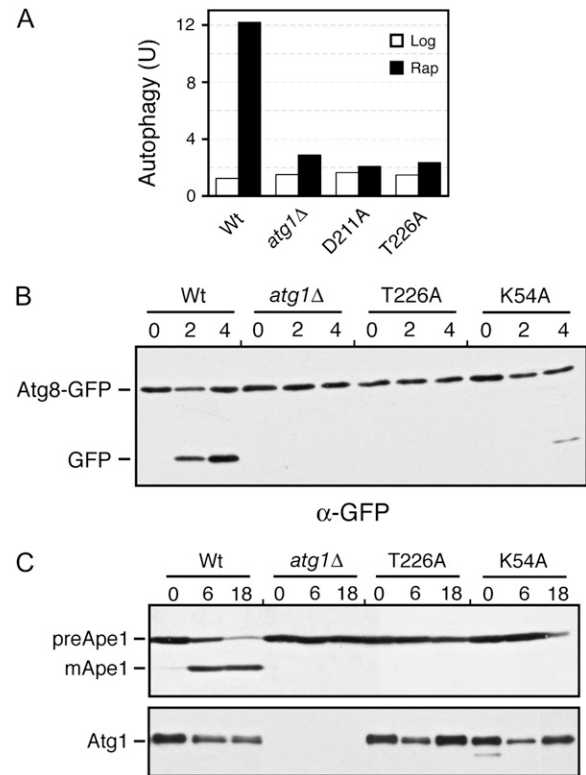 A
Autophagy (U)
12
8
4
0
Log
Rap
Wt
atg1Δ
D211A
T226A
B
Wt atg1Δ T226A K54A
0 2 4 0 2 4 0 2 4 0 2 4
Atg8-GFP
GFP
α-GFP
C
Wt atg1Δ T226A K54A
0 6 18 0 6 18 0 6 18 0 6 18
preApe1
mApe1
Atg1